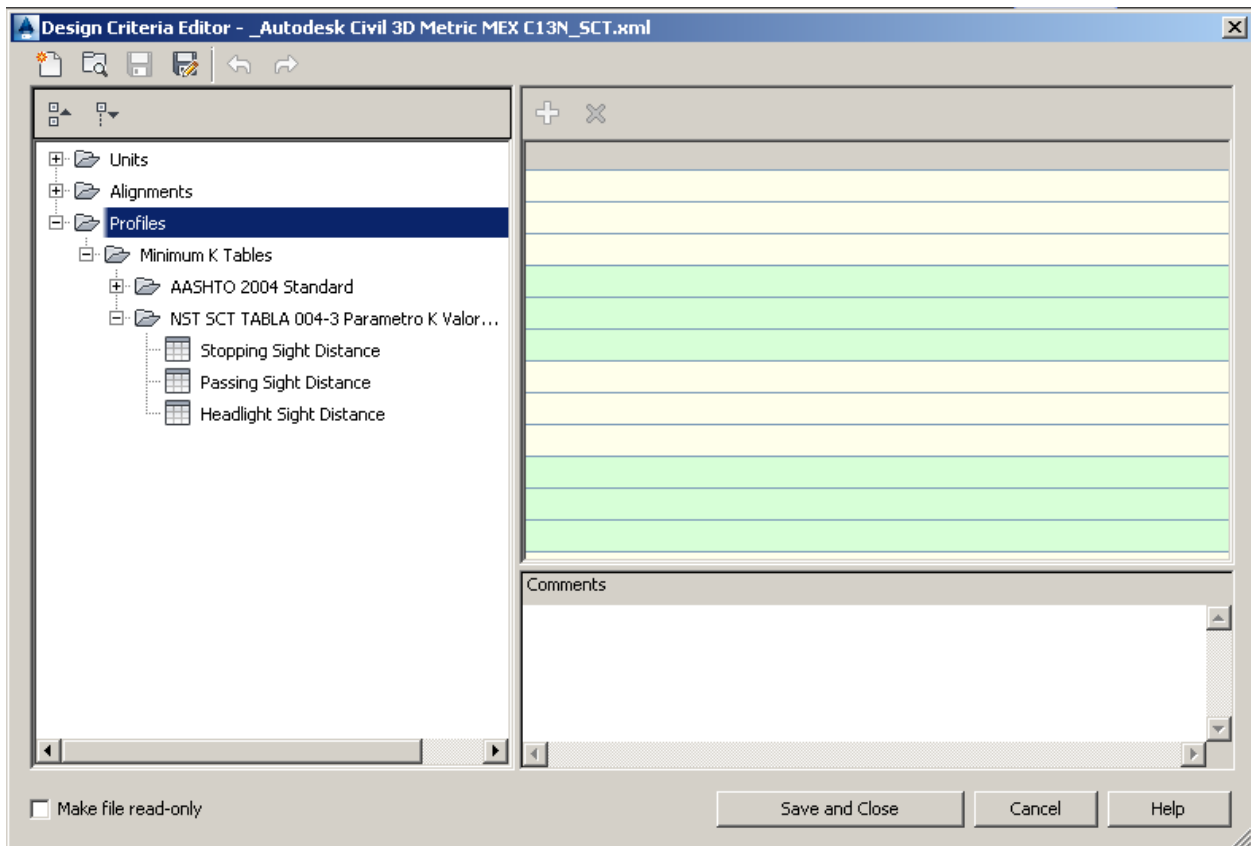 Design Criteria Editor - _Autodesk Civil 3D Metric MEX C13N_SCT.xml
Units
Alignments
Profiles
Minimum K Tables
AASHTO 2004 Standard
NST SCT TABLA 004-3 Parametro K Valor...
Stopping Sight Distance
Passing Sight Distance
Headlight Sight Distance
Comments
Make file read-only
Save and Close
Cancel
Help